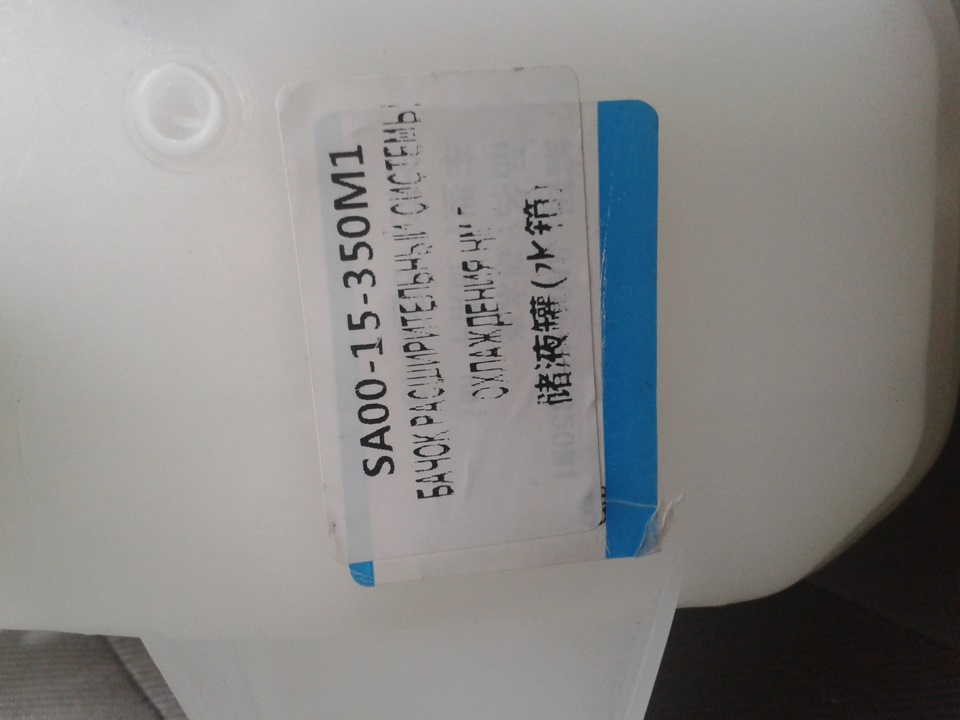 SA00-15-350M1
БАЧОК РАСШИРИТЕЛЬНЫЙ СИСТЕМЫ
ОХЛАЖДЕНИЯ
储液罐(水箱)